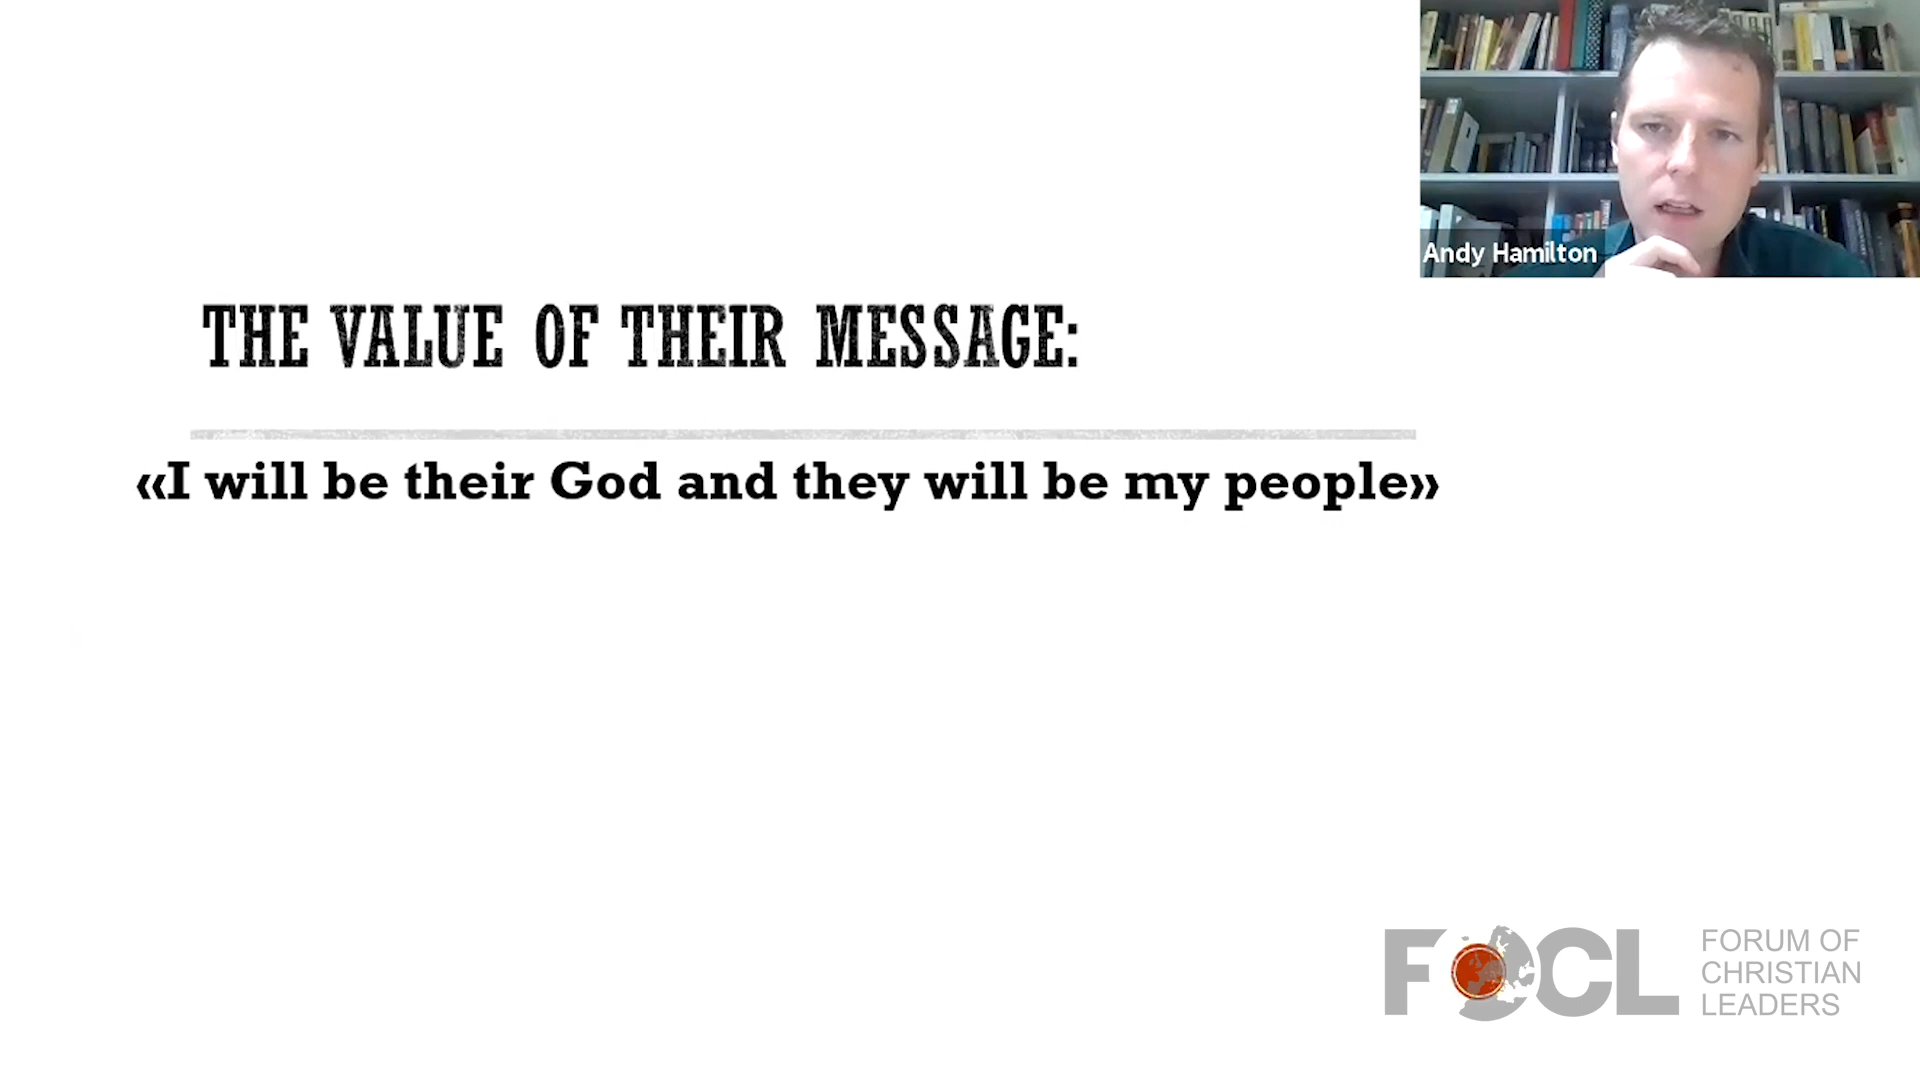 Andy Hamilton
THE VALUE OF THEIR MESSAGE:
«I will be their God and they will be my people»
FOCL
FORUM OF
CHRISTIAN
LEADERS